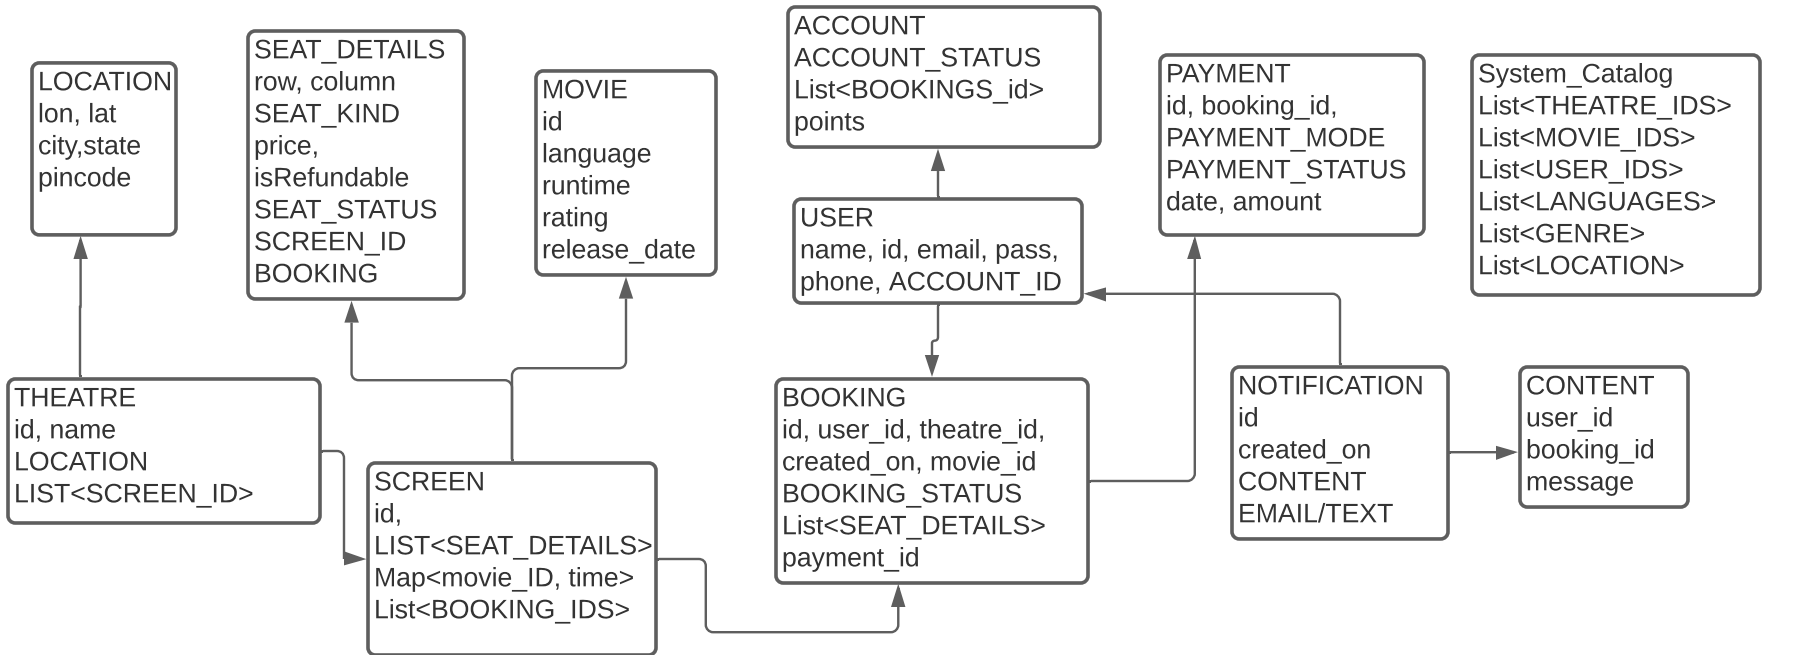 LOCATION
lon, lat
city,state
pincode
SEAT_DETAILS
row, column
SEAT_KIND
price,
isRefundable
SEAT_STATUS
SCREEN_ID
BOOKING
MOVIE
id
language
runtime
rating
release_date
ACCOUNT
ACCOUNT_STATUS
List<BOOKINGS_id>
points
USER
name, id, email, pass,
phone, ACCOUNT_ID
PAYMENT
id, booking_id,
PAYMENT_MODE
PAYMENT_STATUS
date, amount
System_Catalog
List<THEATRE_IDS>
List<MOVIE_IDS>
List<USER_IDS>
List<LANGUAGES>
List<GENRE>
List<LOCATION>
THEATRE
id, name
LOCATION
LIST<SCREEN_ID>
SCREEN
id,
LIST<SEAT_DETAILS>
Map<movie_ID, time>
List<BOOKING_IDS>
BOOKING
id, user_id, theatre_id,
created_on, movie_id
BOOKING_STATUS
List<SEAT_DETAILS>
payment_id
NOTIFICATION
id
created_on
CONTENT
EMAIL/TEXT
CONTENT
user_id
booking_id
message